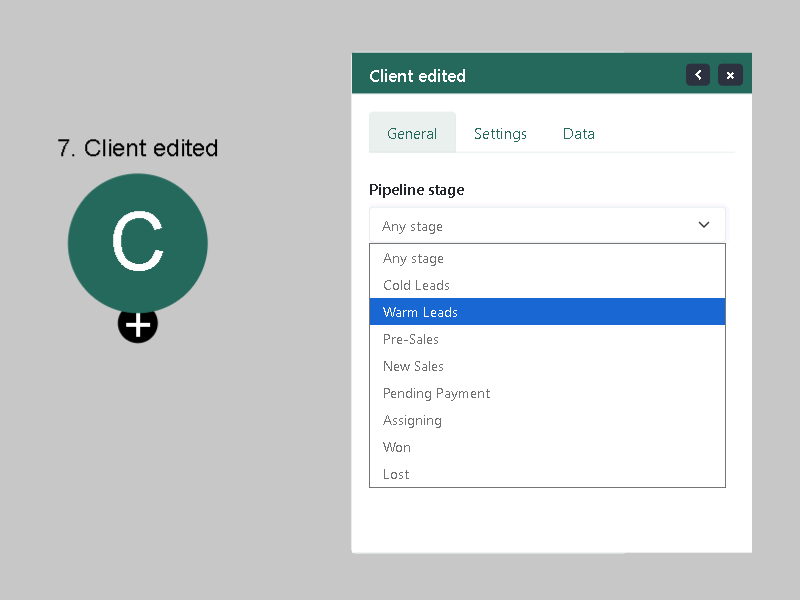 7. Client edited
C
Client edited
General
Settings
Data
Pipeline stage
Any stage
Any stage
Cold Leads
Warm Leads
Pre-Sales
New Sales
Pending Payment
Assigning
Won
Lost